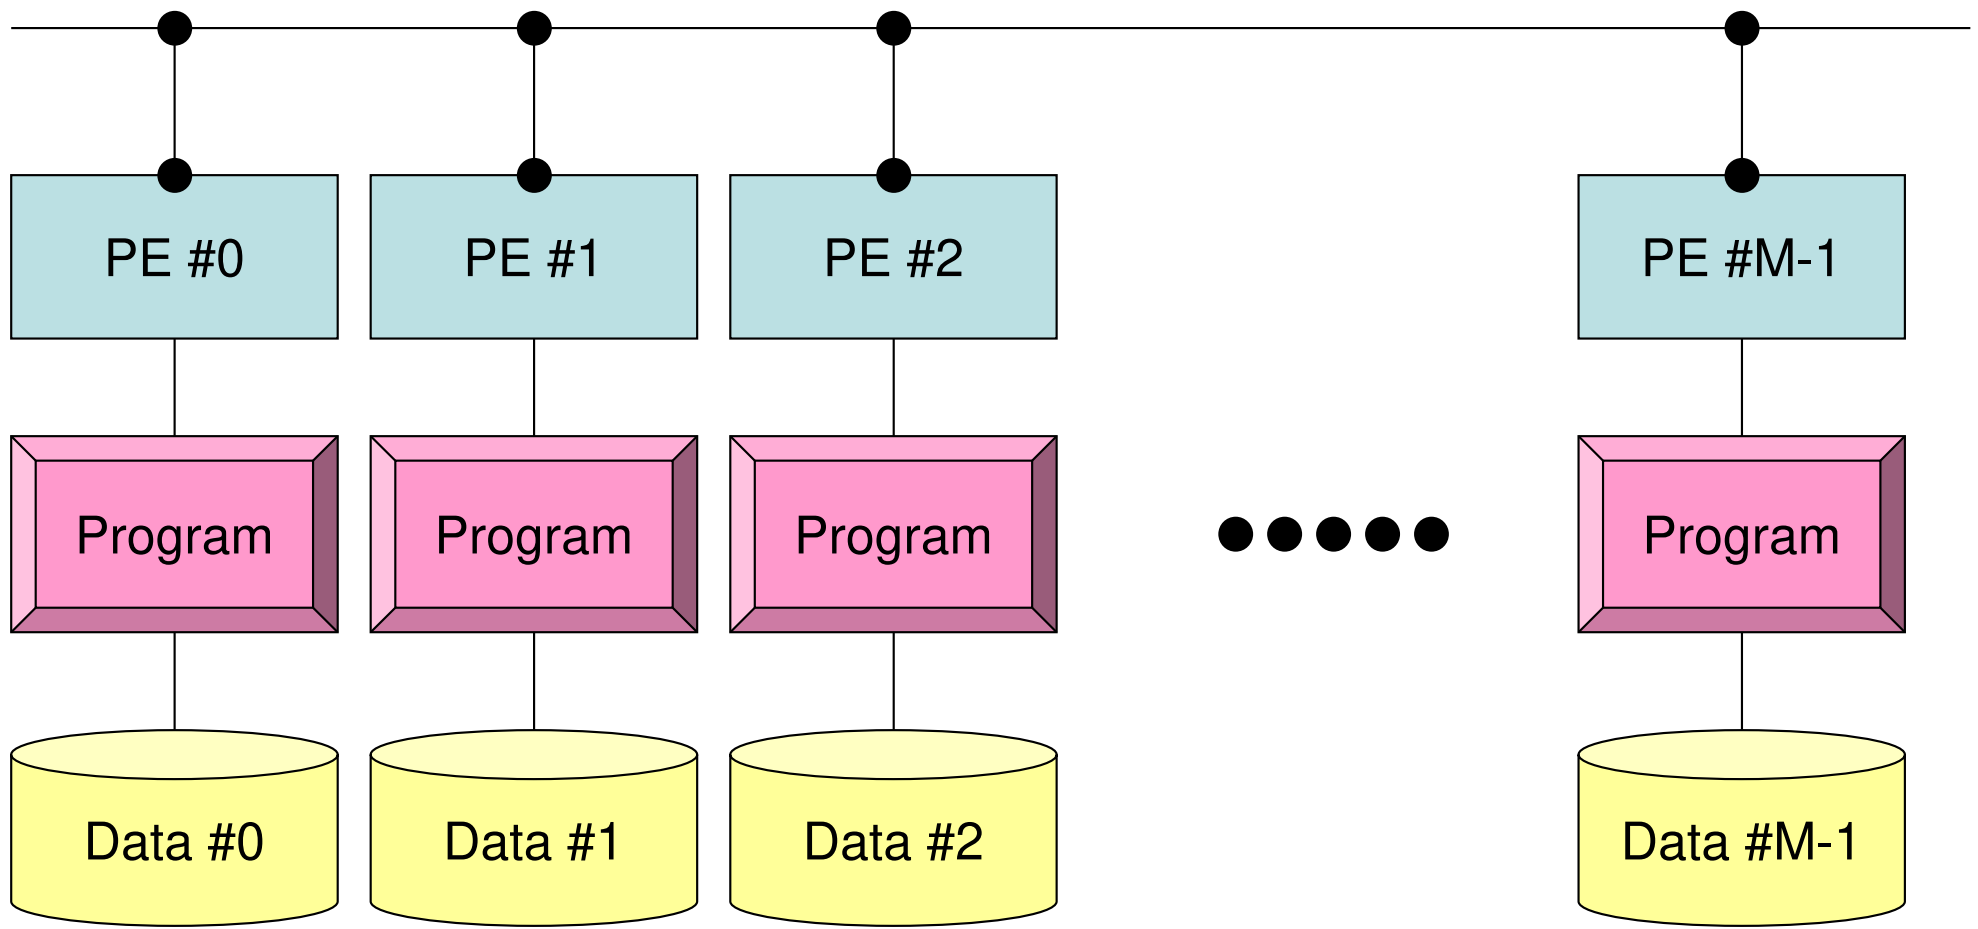 PE #0
PE #1
PE #2
PE #M-1
Program
Program
Program
Program
Data #0
Data #1
Data #2
Data #M-1